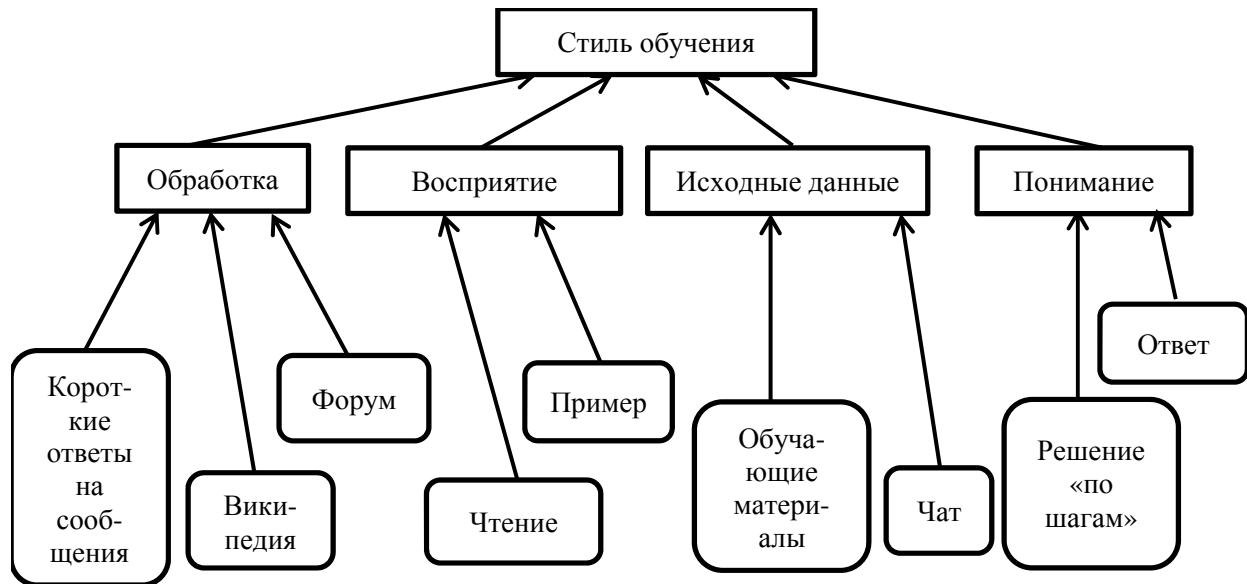 Стиль обучения
Обработка
Восприятие
Исходные данные
Понимание
Корот-
кие
ответы
на
сооб-
щения
Вики-
педия
Форум
Чтение
Пример
Обуча-
ющие
матери-
алы
Чат
Решение
«по
шагам»
Ответ